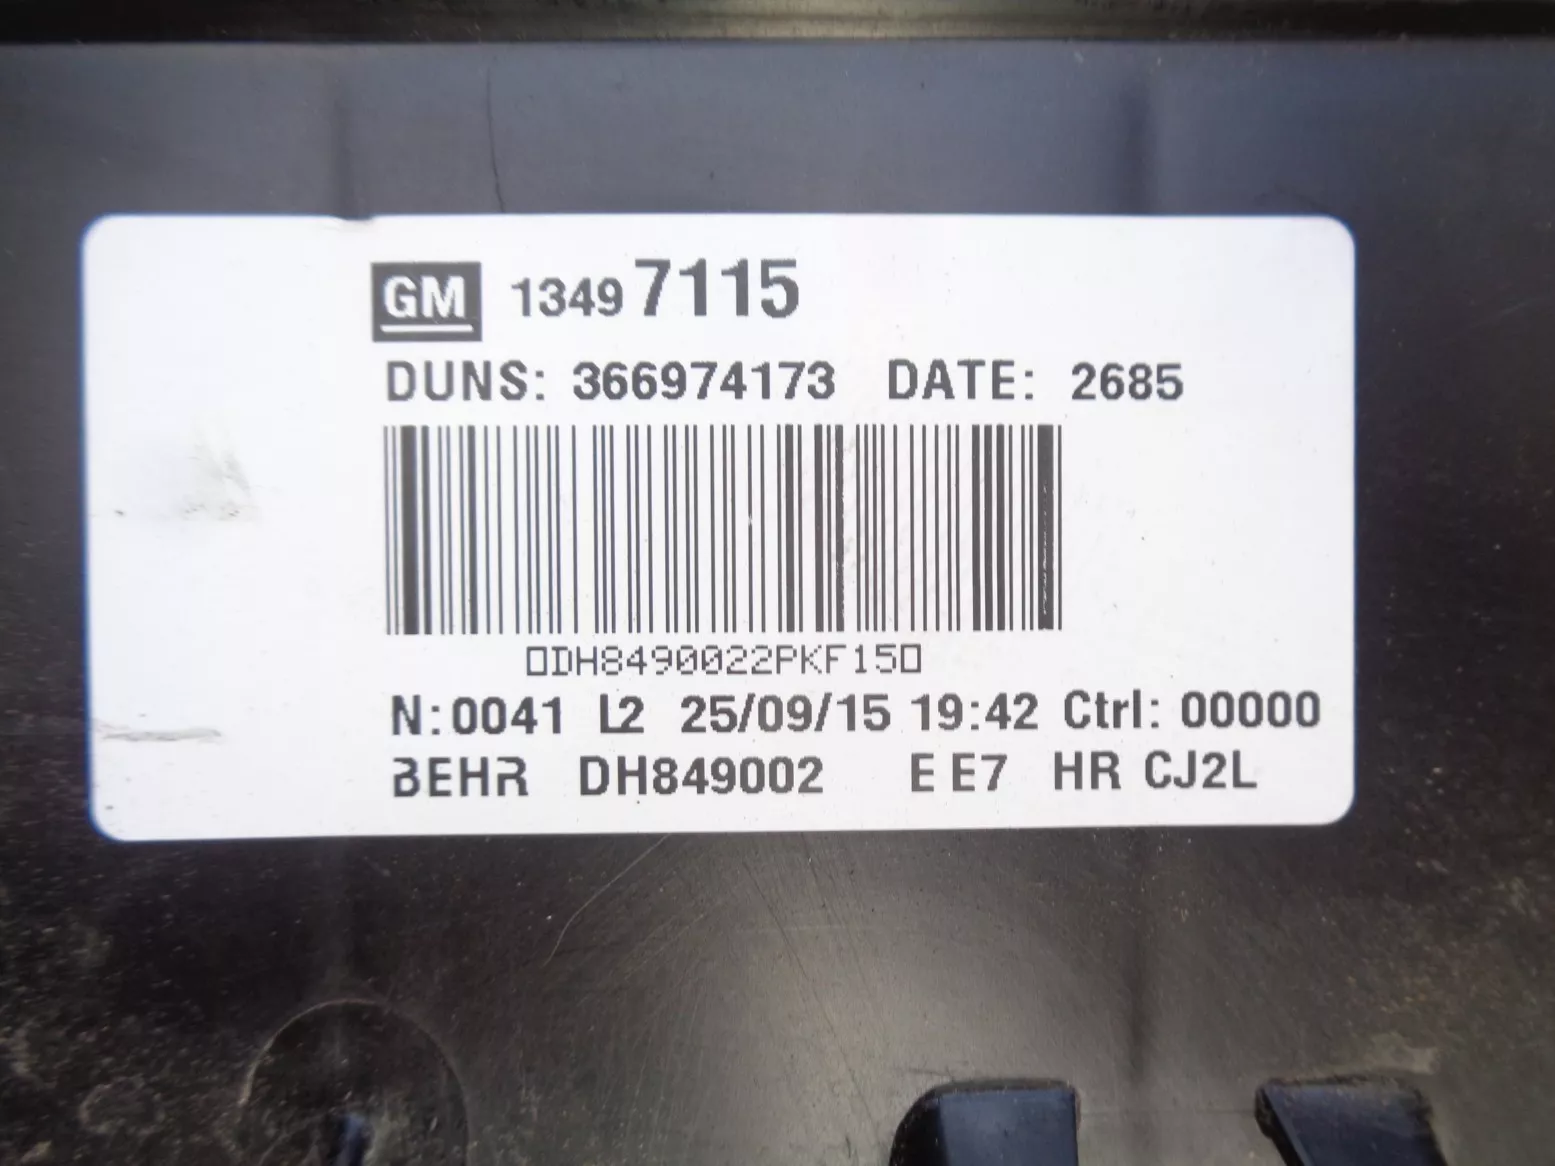 GM 13497115
DUNS: 366974173 DATE: 2685
▯DH8490022PKF15▯
N:0041 L2 25/09/15 19:42 Ctrl: 00000
BEHR DH849002 E E7 HR CJ2L